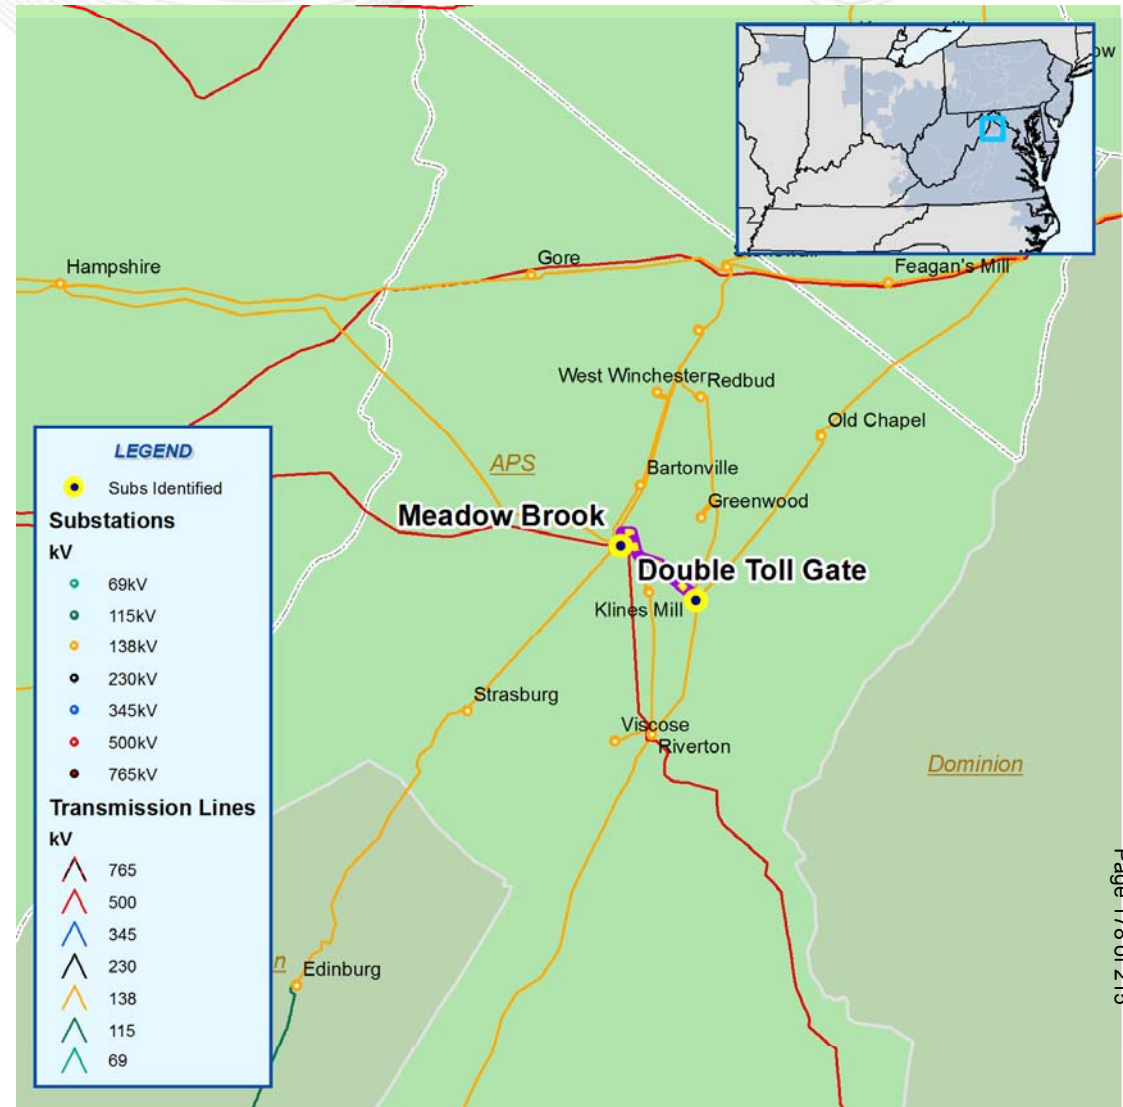 Hampshire
Gore
Feagan's Mill
West Winchester
Redbud
Old Chapel
APS
Bartonville
Greenwood
Meadow Brook
Double Toll Gate
Klines Mill
Strasburg
Viscose
Riverton
Dominion
Edinburg
LEGEND
Subs Identified
Substations
kV
69kV
115kV
138kV
230kV
345kV
500kV
765kV
Transmission Lines
kV
765
500
345
230
138
115
69